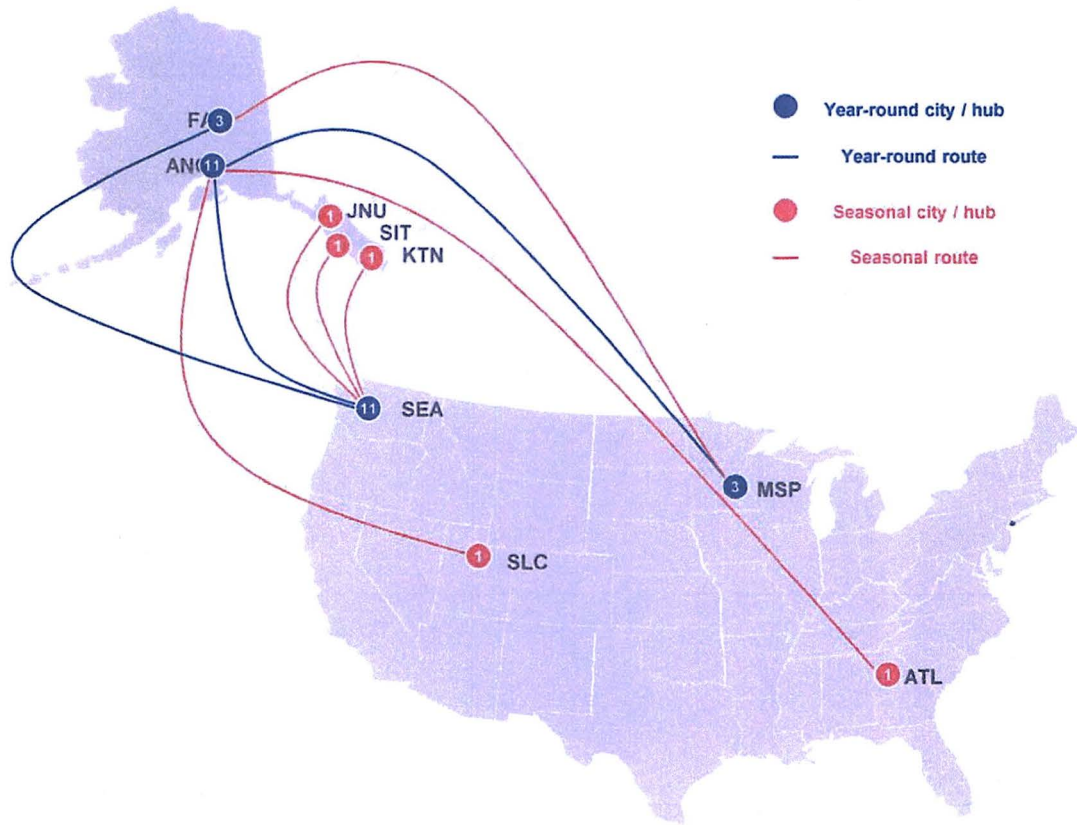 Year-round city / hub
3
Year-round route
11
1
JNU
Seasonal city / hub
SIT
1
1
KTN
Seasonal route
11
SEA
3
MSP
1
SLC
1
ATL